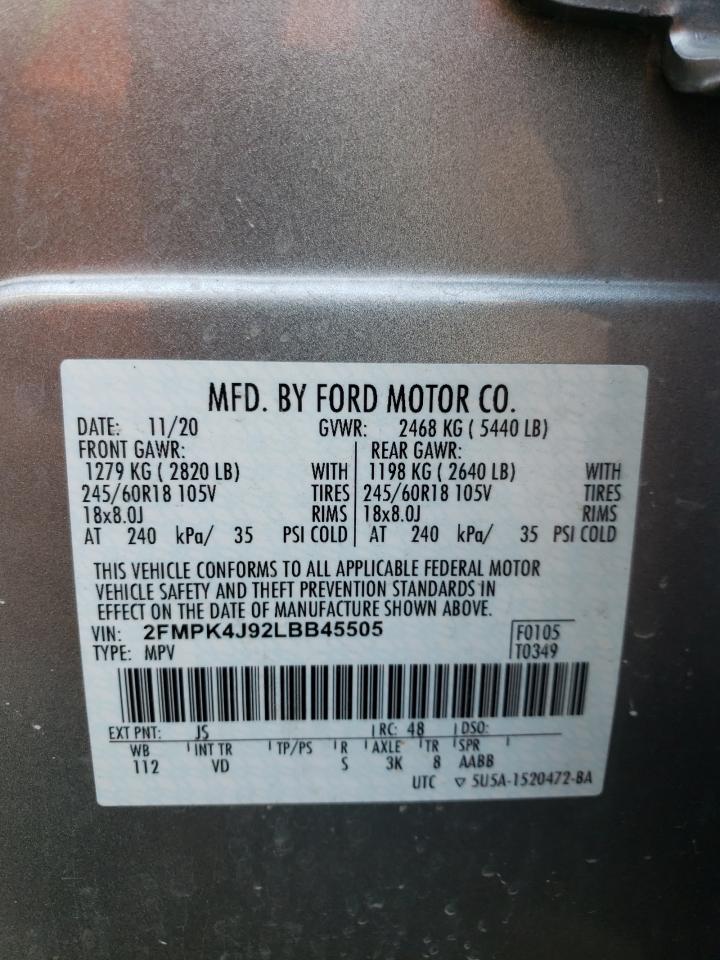 MFD. BY FORD MOTOR CO.
DATE: 11/20 GVWR: 2468 KG ( 5440 LB)
FRONT GAWR: REAR GAWR:
1279 KG ( 2820 LB) WITH 1198 KG ( 2640 LB) WITH
245/60R18 105V TIRES 245/60R18 105V TIRES
18x8.0J RIMS 18x8.0J RIMS
AT 240 kPa/ 35 PSI COLD AT 240 kPa/ 35 PSI COLD
THIS VEHICLE CONFORMS TO ALL APPLICABLE FEDERAL MOTOR
VEHICLE SAFETY AND THEFT PREVENTION STANDARDS IN
EFFECT ON THE DATE OF MANUFACTURE SHOWN ABOVE.
VIN: 2FMPK4J92LBB45505 F0105
TYPE: MPV T0349
EXT PNT: JS RC: 48 DSO:
WB INT TR TP/PS R AXLE TR SPR
112 VD S 3K 8 AABB
UTC ▽ 5U5A-1520472-BA